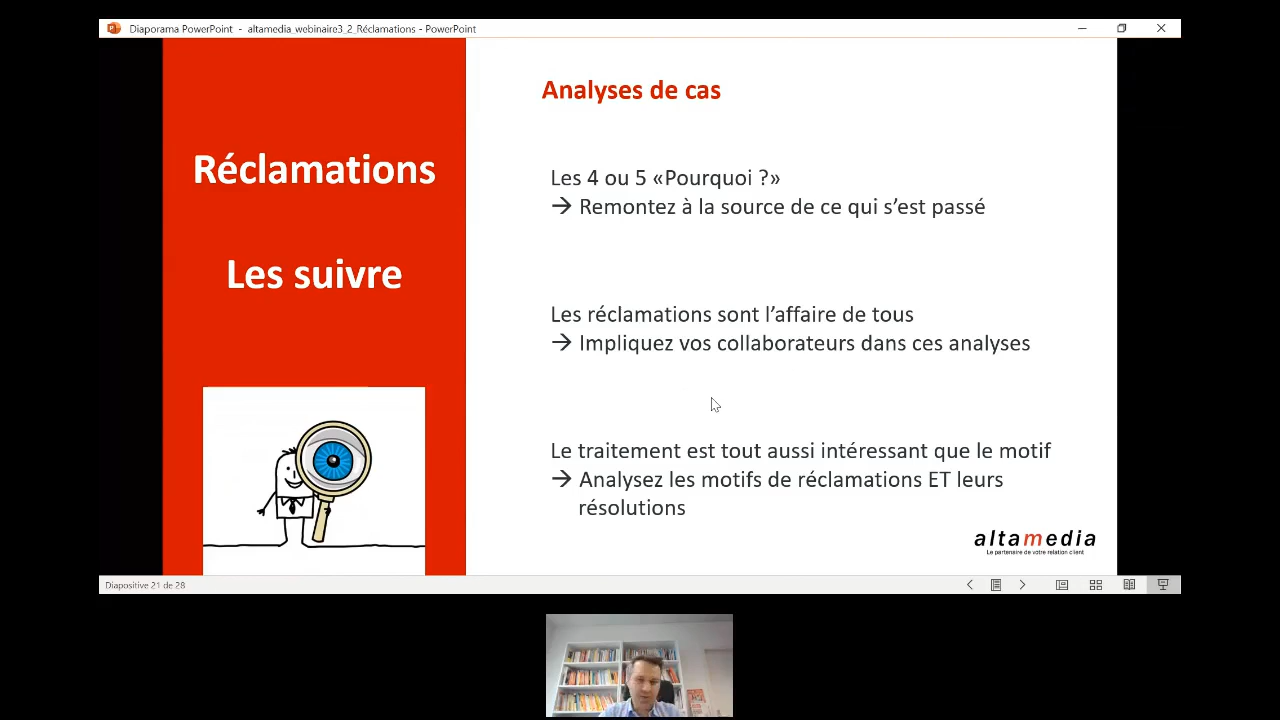 Diaporama PowerPoint - altamedia_webinaire3_2_Réclamations - PowerPoint
Réclamations
Les suivre
Analyses de cas
Les 4 ou 5 «Pourquoi ?»
→ Remontez à la source de ce qui s’est passé
Les réclamations sont l’affaire de tous
→ Impliquez vos collaborateurs dans ces analyses
Le traitement est tout aussi intéressant que le motif
→ Analysez les motifs de réclamations ET leurs
résolutions
altamedia
Le partenaire de votre relation client
Diapositive 21 de 28